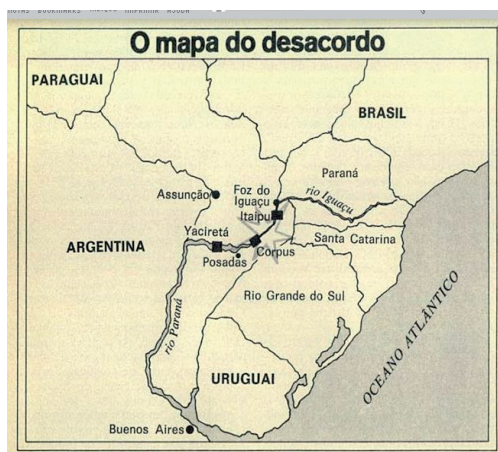 O mapa do desacordo
PARAGUAI
BRASIL
Paraná
Assunção
Foz do
Iguaçu
Itaipu
rio Iguaçu
Yaciretá
ARGENTINA
Santa Catarina
Corpus
Posadas
Rio Grande do Sul
rio Paraná
OCEANO ATLÂNTICO
URUGUAI
Buenos Aires